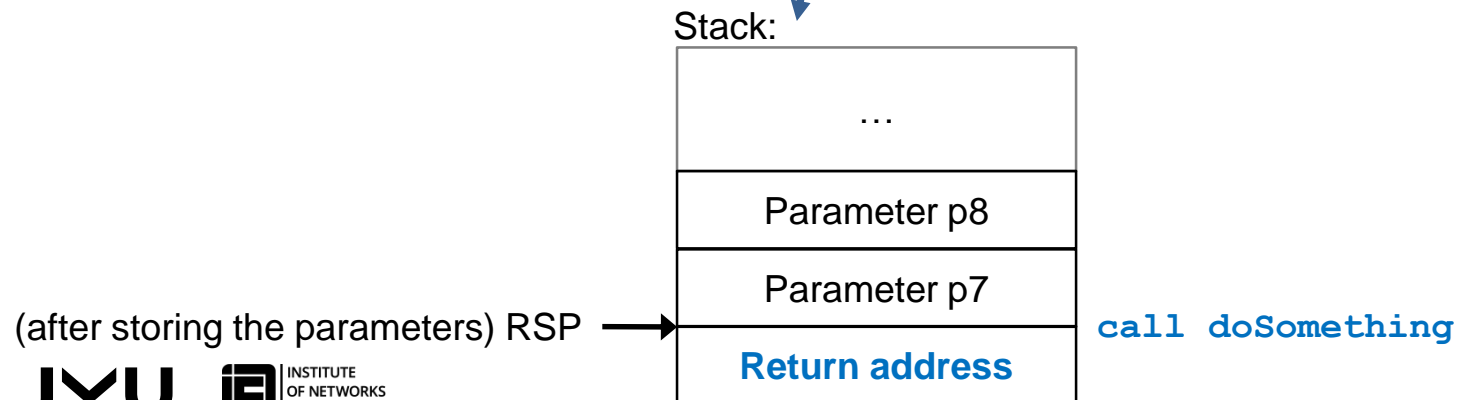 Stack:
…
Parameter p8
Parameter p7
(after storing the parameters) RSP
call doSomething
Return address
INSTITUTE
OF NETWORKS